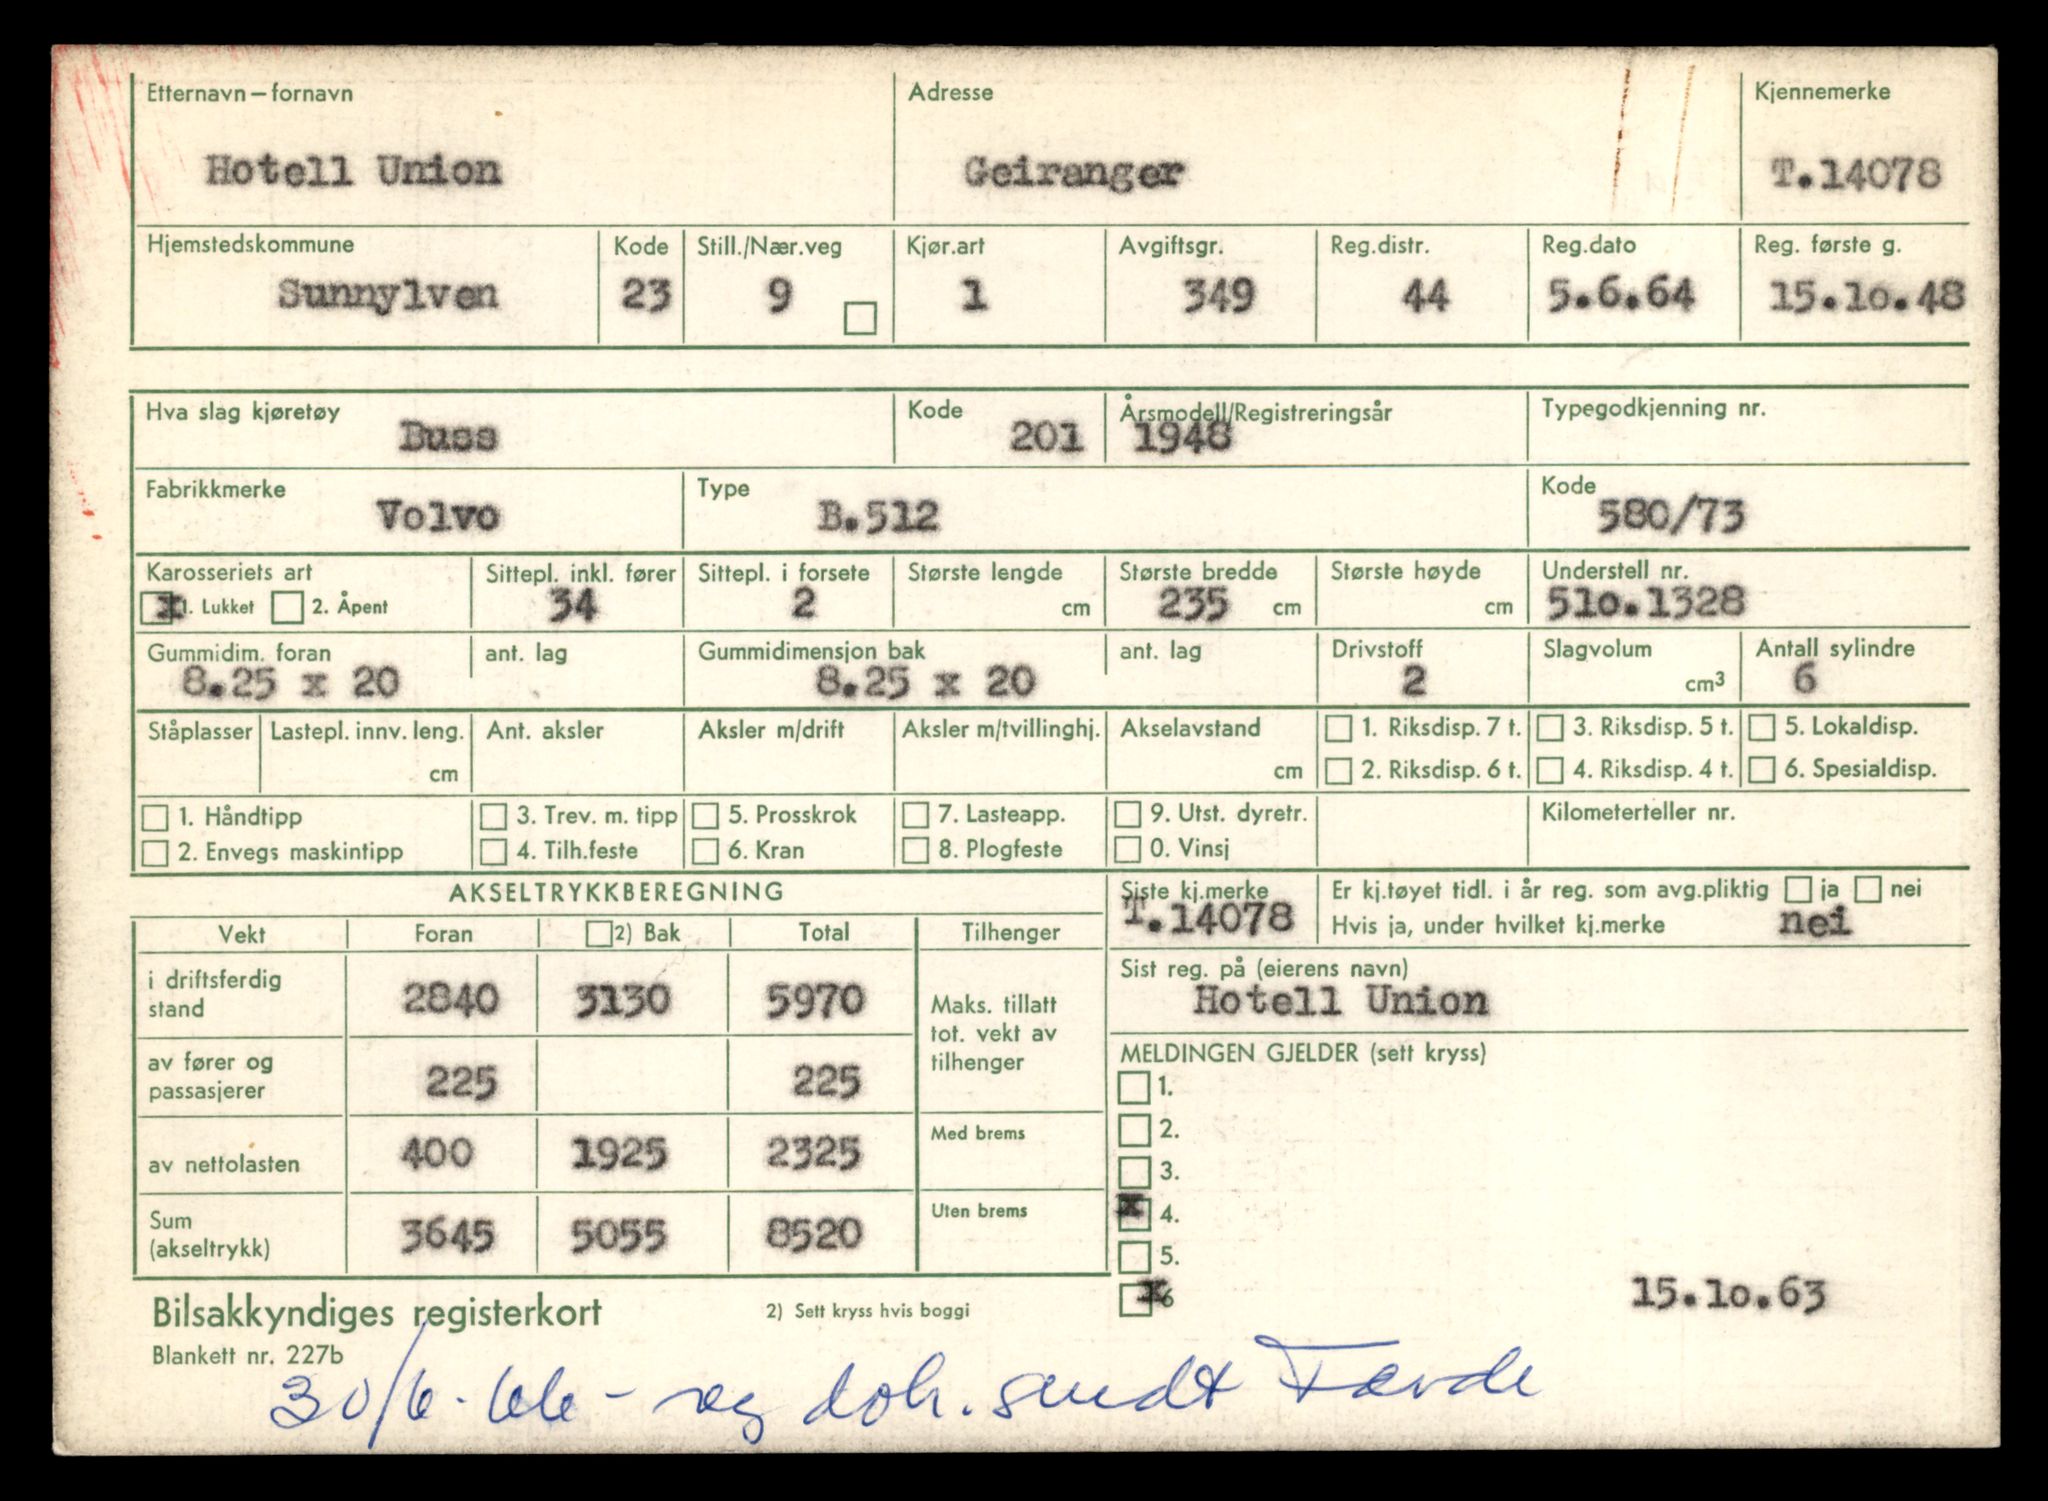 Etternavn – fornavn Adresse Kjennemerke
Hotell Union Geiranger T.14078
Hjemstedskommune Kode Still./Nær.veg Kjør.art Avgiftsgr. Reg.distr. Reg.dato Reg. første g.
Sunnylven 23 9 1 349 44 5.6.64 15.1o.48
Hva slag kjøretøy Kode Årsmodell/Registreringsår Typegodkjenning nr.
Buss 201 1948
Fabrikkmerke Type Kode
Volvo B.512 580/73
Karosseriets art Sittepl. inkl. fører Sittepl. i forsete Største lengde Største bredde Største høyde Understell nr.
x 1. Lukket 2. Åpent 34 2 cm 235 cm cm 51o.1328
Gummidim. foran ant. lag Gummidimensjon bak ant. lag Drivstoff Slagvolum Antall sylindre
8.25 x 20 8.25 x 20 2 cm3 6
Ståplasser Lastepl. innv. leng. Ant. aksler Aksler m/drift Aksler m/tvillinghj. Akselavstand 1. Riksdisp. 7 t. 3. Riksdisp. 5 t. 5. Lokaldisp.
cm cm 2. Riksdisp. 6 t. 4. Riksdisp. 4 t. 6. Spesialdisp.
1. Håndtipp 3. Trev. m. tipp 5. Prosskrok 7. Lasteapp. 9. Utst. dyretr. Kilometerteller nr.
2. Envegs maskintipp 4. Tilh.feste 6. Kran 8. Plogfeste 0. Vinsj
AKSELTRYKKBEREGNING Siste kj.merke Er kj.tøyet tidl. i år reg. som avg.pliktig ja nei
T.14078 Hvis ja, under hvilket kj.merke nei
Vekt Foran 2) Bak Total Tilhenger
i driftsferdig stand 2840 3130 5970
Sist reg. på (eierens navn)
Hotell Union
Maks. tillatt tot. vekt av tilhenger
av fører og passasjerer 225 225
MELDINGEN GJELDER (sett kryss)
1.
av nettolasten 400 1925 2325 Med brems
2.
3.
x 4.
Sum (akseltrykk) 3645 5055 8520 Uten brems
5.
x 6 15.1o.63
Bilsakkyndiges registerkort 2) Sett kryss hvis boggi
Blankett nr. 227b
30/6-66 – reg dok. sendt Førde